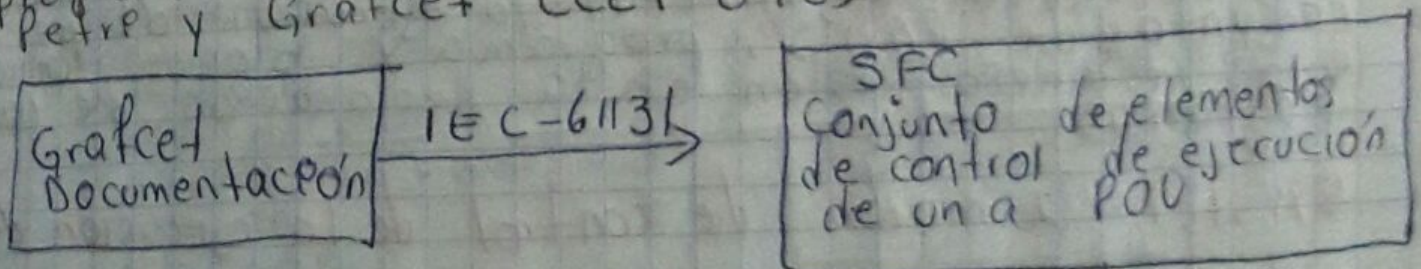 Petri y Grafcet
Grafcet
Documentación
IEC-61131
SFC
Conjunto de elementos
de control de ejecución
de una POU